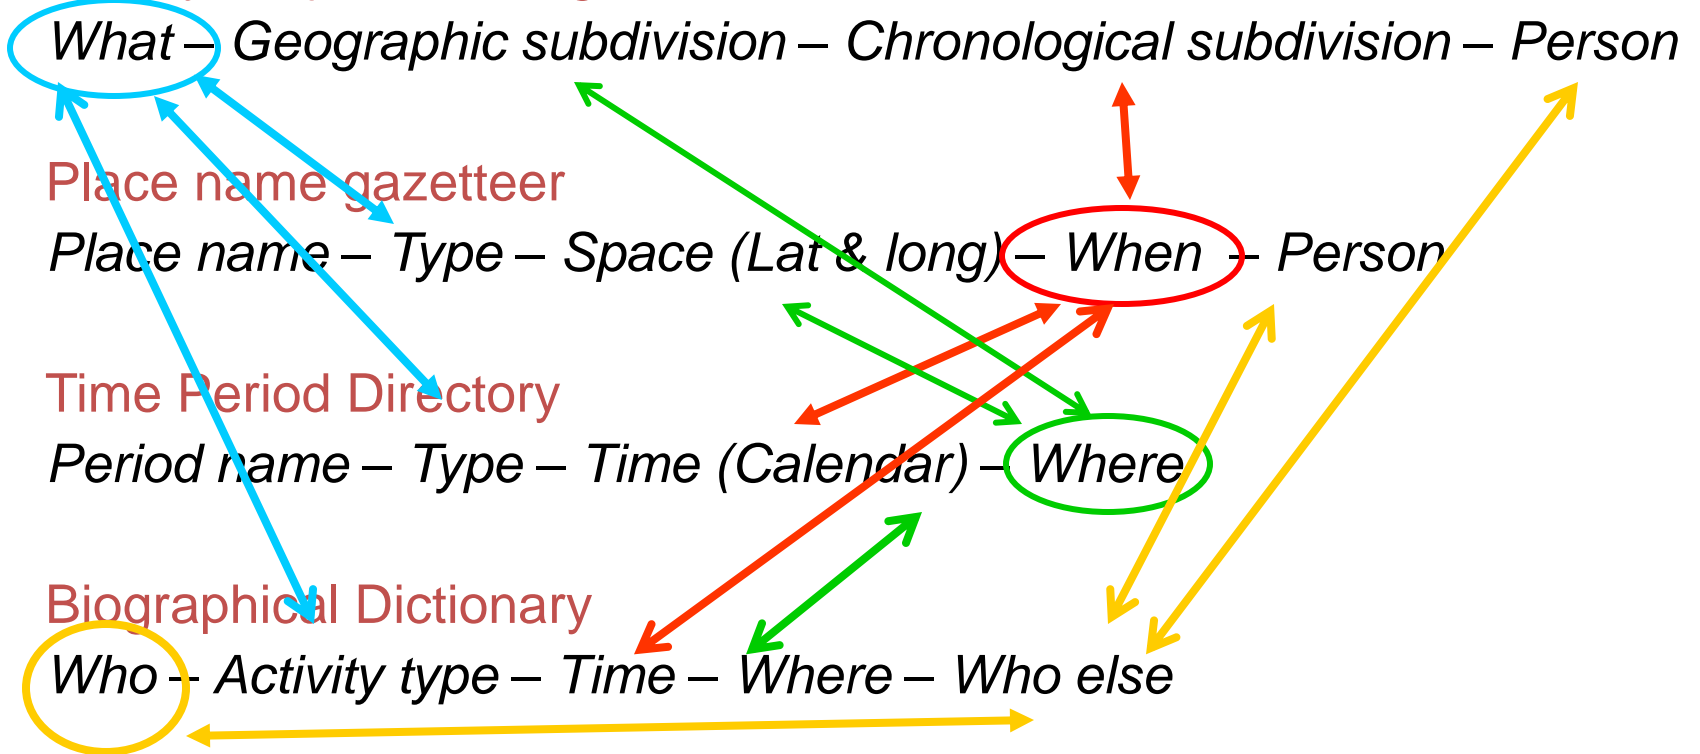 What – Geographic subdivision – Chronological subdivision – Person
Place name gazetteer
Place name – Type – Space (Lat & long) – When – Person
Time Period Directory
Period name – Type – Time (Calendar) – Where
Biographical Dictionary
Who – Activity type – Time – Where – Who else